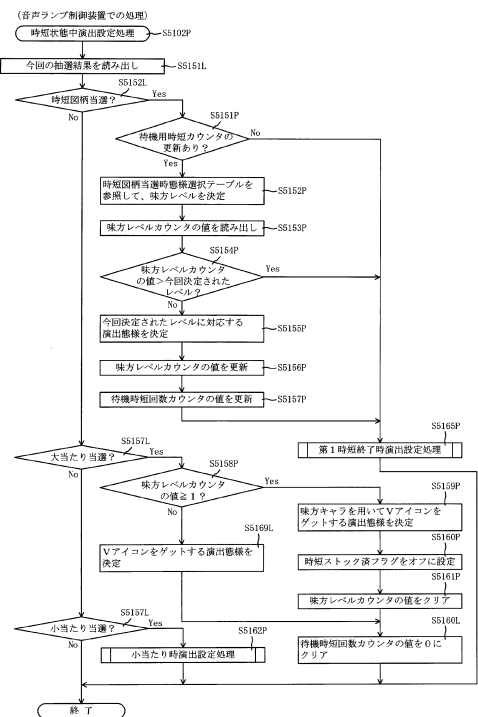 (音声ランプ制御装置での処理)
時短状態中演出設定処理
S5102P
今回の抽選結果を読み出し
S5151L
S5152L
時短図柄当選?
Yes
No
S5151P
待機用時短カウンタの
更新あり?
No
Yes
時短図柄当選時態様選択テーブルを
参照して、味方レベルを決定
S5152P
味方レベルカウンタの値を読み出し
S5153P
S5154P
味方レベルカウンタ
の値>今回決定された
レベル?
Yes
No
今回決定されたレベルに対応する
演出態様を決定
S5155P
味方レベルカウンタの値を更新
S5156P
待機時短回数カウンタの値を更新
S5157P
S5165P
第1時短終了時演出設定処理
S5157L
大当たり当選?
Yes
No
S5158P
味方レベルカウンタ
の値≧1?
Yes
No
S5159P
味方キャラを用いてVアイコンを
ゲットする演出態様を決定
S5169L
Vアイコンをゲットする演出態様を
決定
S5160P
時短ストック済フラグをオフに設定
S5161P
味方レベルカウンタの値をクリア
S5160L
待機時短回数カウンタの値を0に
クリア
S5157L
小当たり当選?
Yes
No
S5162P
小当たり時演出設定処理
終了